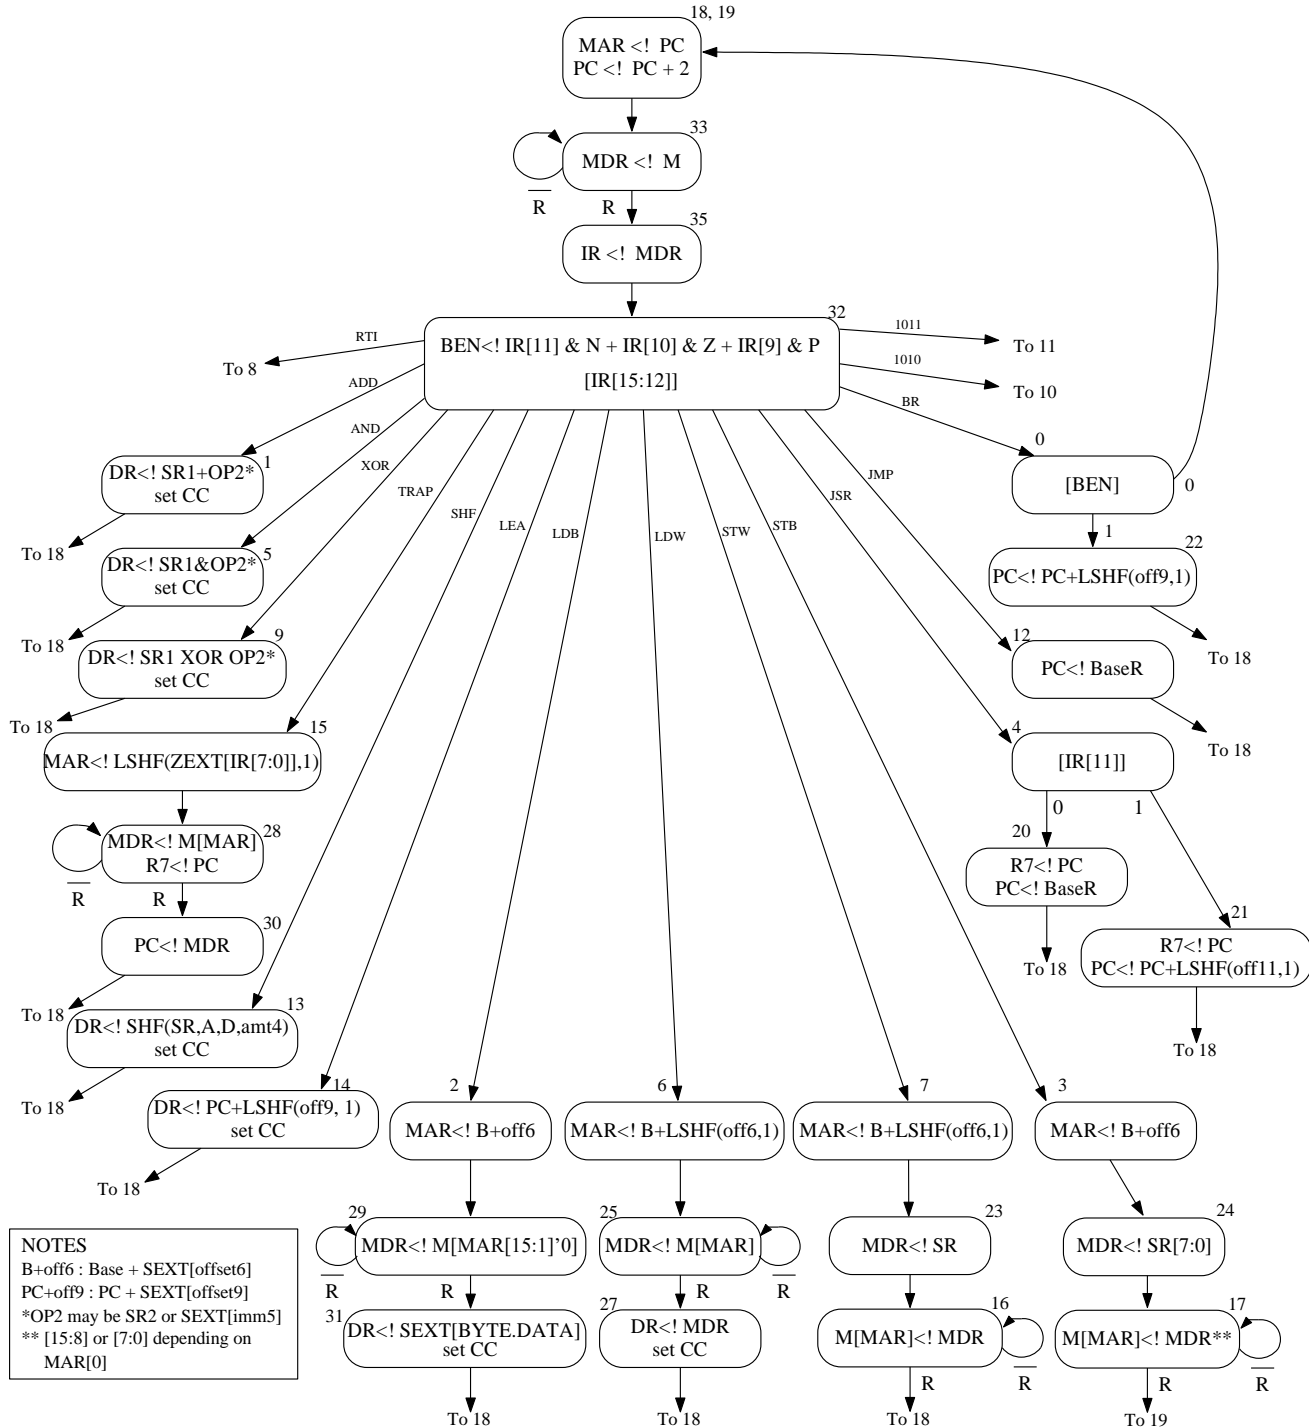 18, 19
MAR <! PC
PC <! PC + 2
33
MDR <! M
R
R
35
IR <! MDR
32
BEN<! IR[11] & N + IR[10] & Z + IR[9] & P
[IR[15:12]]
RTI
To 8
1011
To 11
1010
To 10
ADD
AND
XOR
TRAP
SHF
LEA
LDB
LDW
STW
STB
JSR
JMP
BR
1
DR<! SR1+OP2*
set CC
To 18
5
DR<! SR1&OP2*
set CC
To 18
9
DR<! SR1 XOR OP2*
set CC
To 18
0
[BEN]
0
1
22
PC<! PC+LSHF(off9,1)
To 18
12
PC<! BaseR
To 18
15
MAR<! LSHF(ZEXT[IR[7:0]],1)
28
MDR<! M[MAR]
R7<! PC
R
R
30
PC<! MDR
To 18
4
[IR[11]]
0
1
20
R7<! PC
PC<! BaseR
To 18
21
R7<! PC
PC<! PC+LSHF(off11,1)
To 18
13
DR<! SHF(SR,A,D,amt4)
set CC
To 18
14
DR<! PC+LSHF(off9, 1)
set CC
To 18
2
MAR<! B+off6
6
MAR<! B+LSHF(off6,1)
7
MAR<! B+LSHF(off6,1)
3
MAR<! B+off6
29
MDR<! M[MAR[15:1]’0]
R
R
25
MDR<! M[MAR]
R
R
23
MDR<! SR
24
MDR<! SR[7:0]
31
DR<! SEXT[BYTE.DATA]
set CC
To 18
27
DR<! MDR
set CC
To 18
16
M[MAR]<! MDR
R
R
To 18
17
M[MAR]<! MDR**
R
R
To 19
NOTES
B+off6 : Base + SEXT[offset6]
PC+off9 : PC + SEXT[offset9]
*OP2 may be SR2 or SEXT[imm5]
** [15:8] or [7:0] depending on
MAR[0]